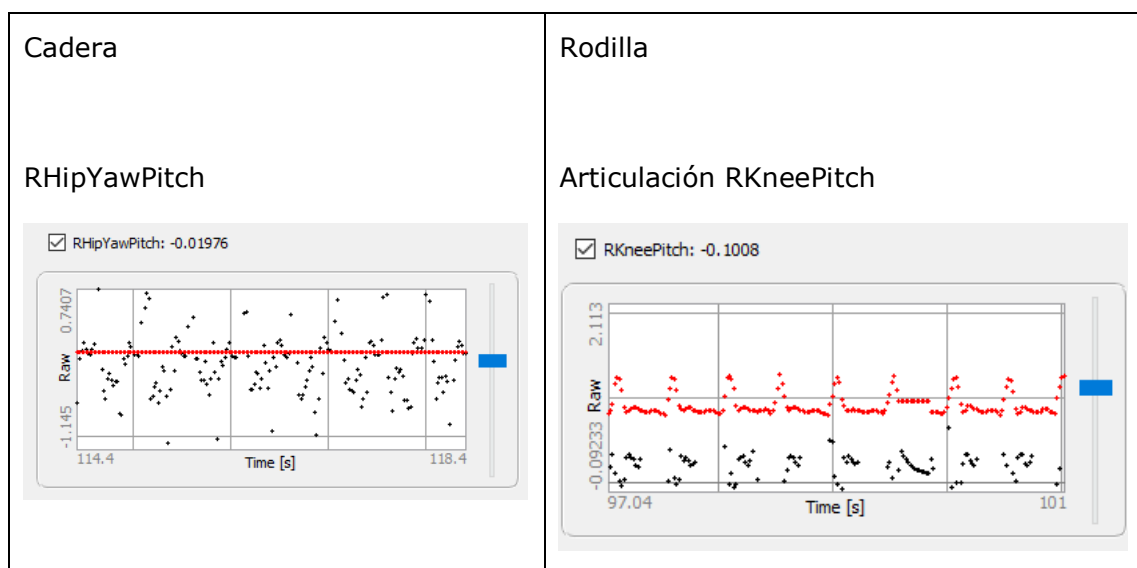 Cadera
RHipYawPitch
RHipYawPitch: -0.01976
0.7407
Raw
-1.145
114.4
Time [s]
118.4
Rodilla
Articulación RKneePitch
RKneePitch: -0.1008
2.113
Raw
-0.09233
97.04
Time [s]
101